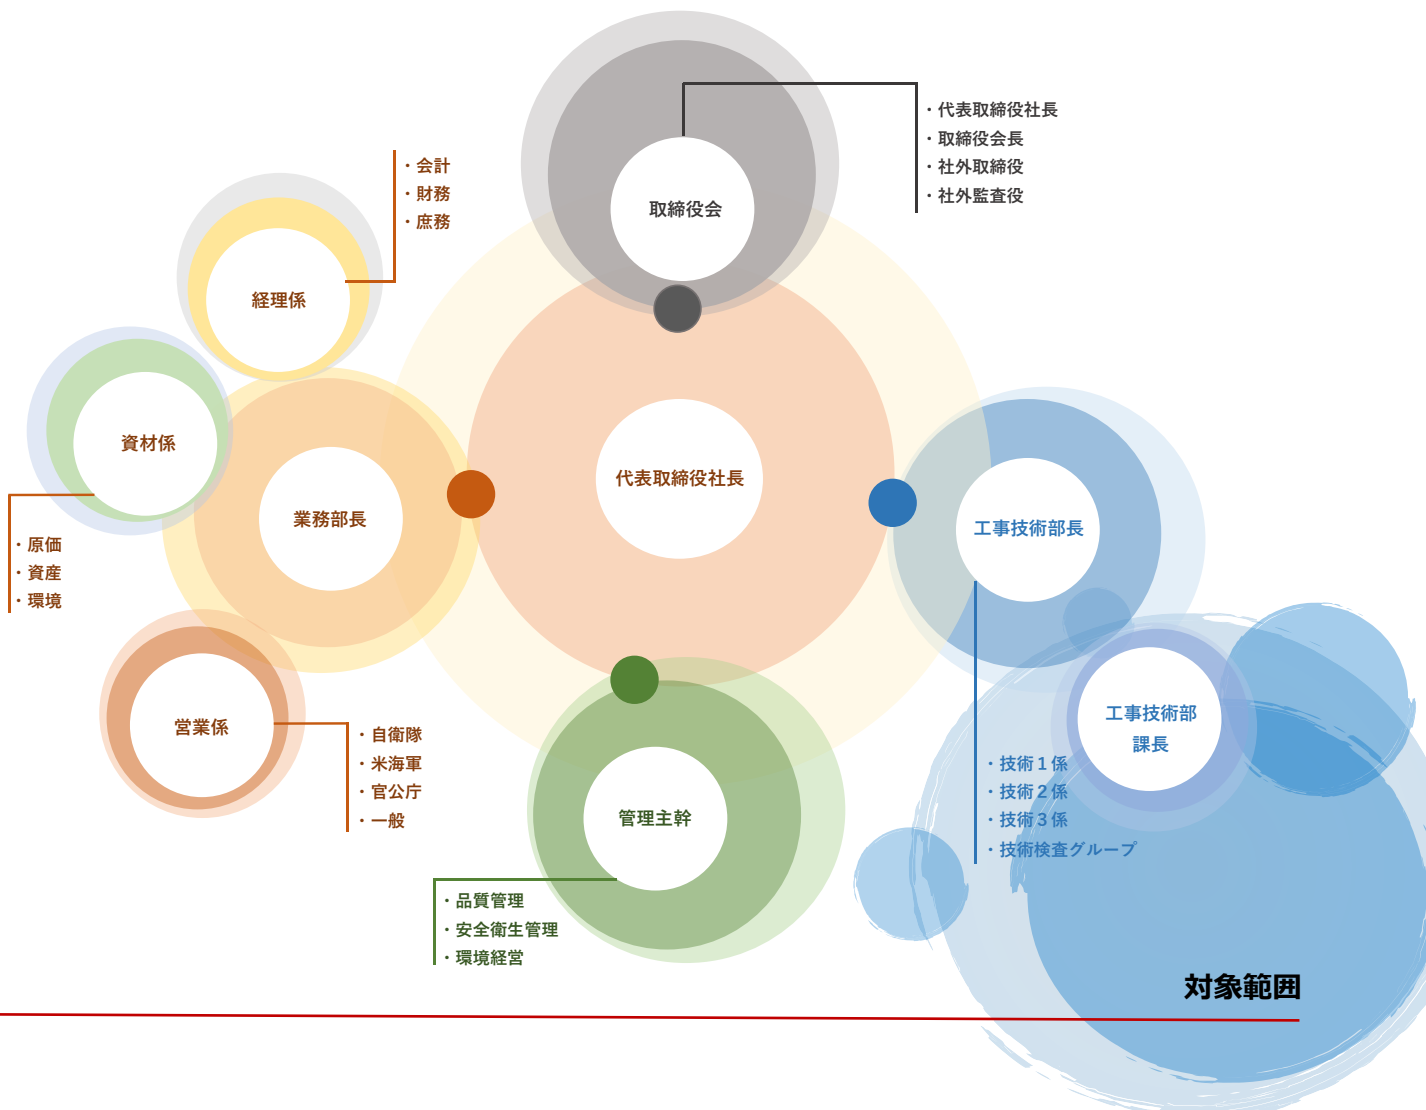 取締役会
・代表取締役社長
・取締役会長
・社外取締役
・社外監査役
・会計
・財務
・庶務
経理係
資材係
・原価
・資産
・環境
業務部長
代表取締役社長
工事技術部長
営業係
・自衛隊
・米海軍
・官公庁
・一般
工事技術部
課長
・技術１係
・技術２係
・技術３係
・技術検査グループ
管理主幹
・品質管理
・安全衛生管理
・環境経営
対象範囲